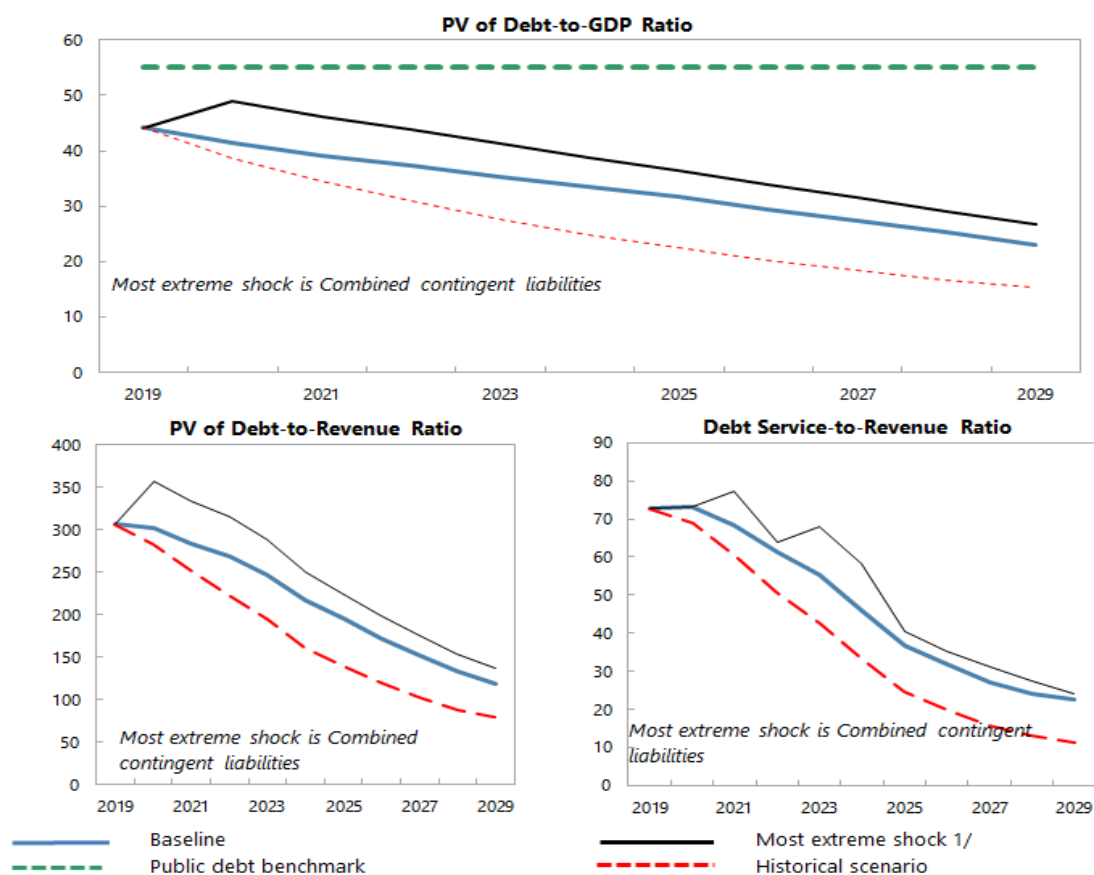 PV of Debt-to-GDP Ratio
60
50
40
30
20
10
0
Most extreme shock is Combined contingent liabilities
2019 2021 2023 2025 2027 2029
PV of Debt-to-Revenue Ratio
400
350
300
250
200
150
100
50
0
Most extreme shock is Combined
contingent liabilities
2019 2021 2023 2025 2027 2029
Debt Service-to-Revenue Ratio
90
80
70
60
50
40
30
20
10
0
Most extreme shock is Combined contingent
liabilities
2019 2021 2023 2025 2027 2029
Baseline
Public debt benchmark
Most extreme shock 1/
Historical scenario